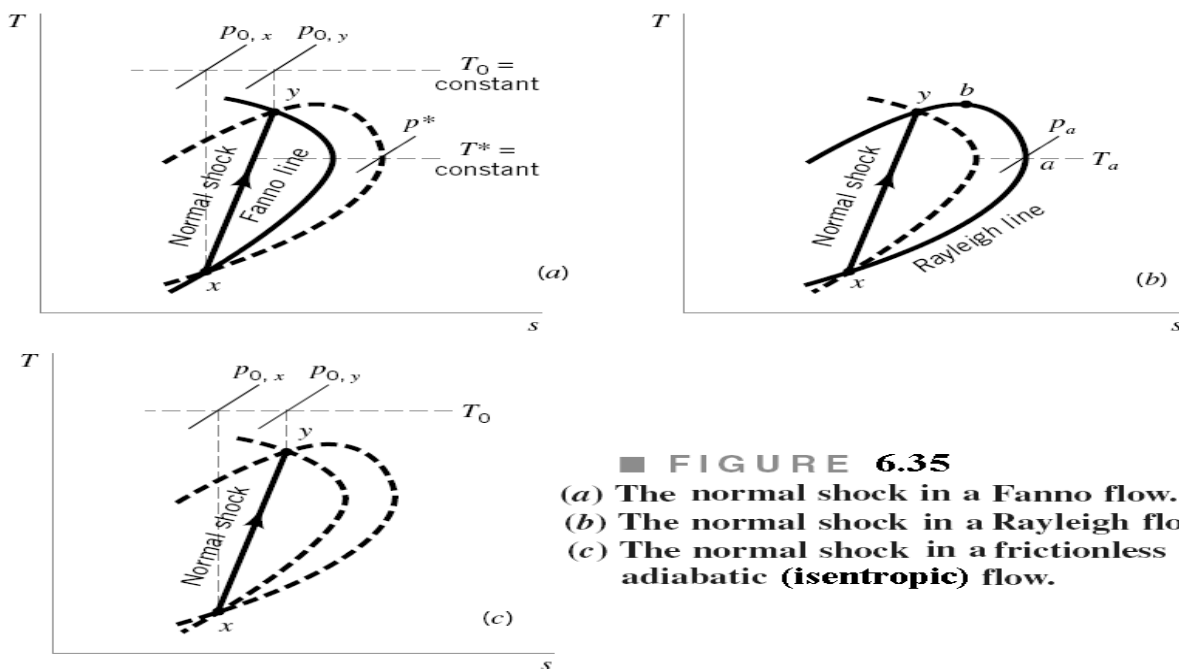 T
p0, x
p0, y
T0 =
constant
y
p*
T* =
constant
Normal shock
Fanno line
x
(a)
s
T
y
b
pa
Ta
a
Normal shock
Rayleigh line
x
(b)
s
T
p0, x
p0, y
T0
y
Normal shock
x
(c)
s
■ FIGURE 6.35
(a) The normal shock in a Fanno flow.
(b) The normal shock in a Rayleigh flo
(c) The normal shock in a frictionless
adiabatic (isentropic) flow.